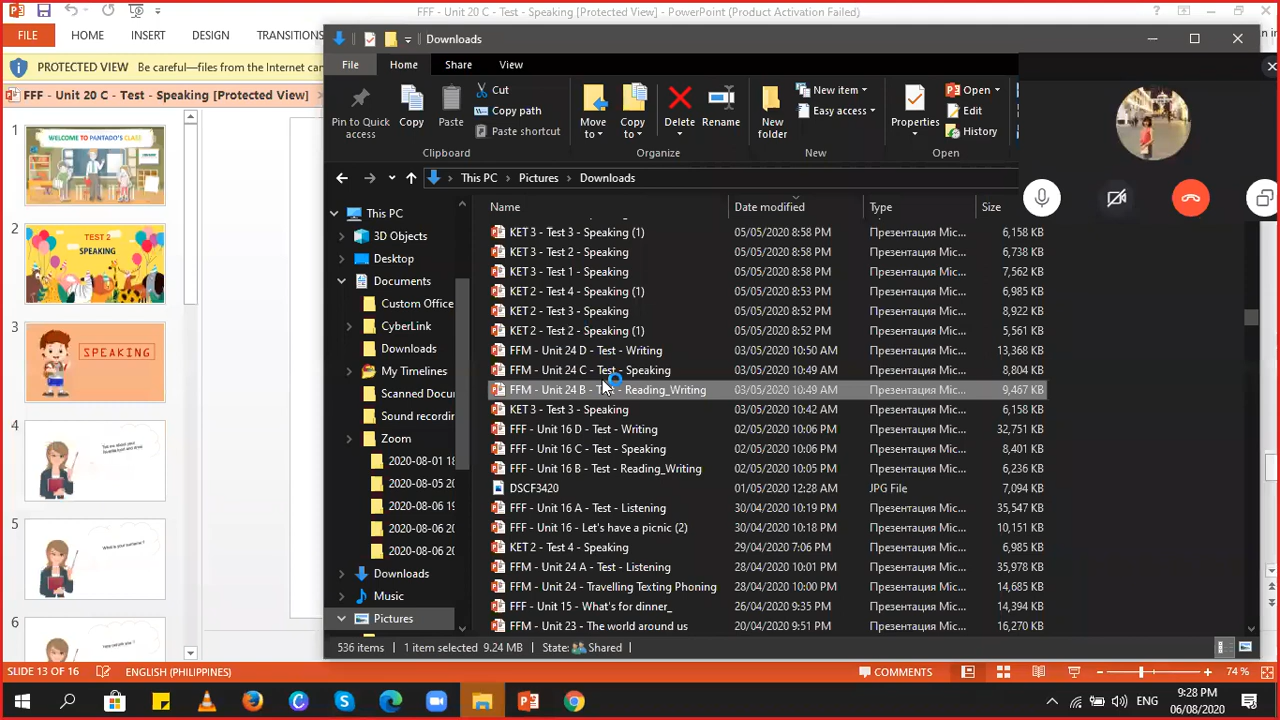 FFF - Unit 20 C - Test - Speaking [Protected View] - PowerPoint (Product Activation Failed)
FILE HOME INSERT DESIGN TRANSITIONS
PROTECTED VIEW Be careful—files from the Internet can
FFF - Unit 20 C - Test - Speaking [Protected View]
1
WELCOME TO PANTADO'S CLASS
2
TEST 2
SPEAKING
3
SPEAKING
4
5
What is your surname ?
6
Downloads
File Home Share View
Pin to Quick access
Copy
Paste
Cut
Copy path
Paste shortcut
Clipboard
Move to
Copy to
Delete
Rename
Organize
New folder
New item
Easy access
New
Properties
Open
Edit
History
Open
This PC > Pictures > Downloads
This PC
3D Objects
Desktop
Documents
Custom Office
CyberLink
Downloads
My Timelines
Scanned Docu
Sound recordin
Zoom
2020-08-01 18
2020-08-05 20
2020-08-06 19
2020-08-06 20
2020-08-06 20
Downloads
Music
Pictures
Name Date modified Type Size
KET 3 - Test 3 - Speaking (1) 05/05/2020 8:58 PM Презентация Mic... 6,158 KB
KET 3 - Test 2 - Speaking 05/05/2020 8:58 PM Презентация Mic... 6,738 KB
KET 3 - Test 1 - Speaking 05/05/2020 8:58 PM Презентация Mic... 7,562 KB
KET 2 - Test 4 - Speaking (1) 05/05/2020 8:53 PM Презентация Mic... 6,985 KB
KET 2 - Test 3 - Speaking 05/05/2020 8:52 PM Презентация Mic... 8,922 KB
KET 2 - Test 2 - Speaking (1) 05/05/2020 8:52 PM Презентация Mic... 5,561 KB
FFM - Unit 24 D - Test - Writing 03/05/2020 10:50 AM Презентация Mic... 13,368 KB
FFM - Unit 24 C - Test - Speaking 03/05/2020 10:49 AM Презентация Mic... 8,804 KB
FFM - Unit 24 B - Test - Reading_Writing 03/05/2020 10:49 AM Презентация Mic... 9,467 KB
KET 3 - Test 3 - Speaking 03/05/2020 10:42 AM Презентация Mic... 6,158 KB
FFF - Unit 16 D - Test - Writing 02/05/2020 10:06 PM Презентация Mic... 32,751 KB
FFF - Unit 16 C - Test - Speaking 02/05/2020 10:06 PM Презентация Mic... 8,401 KB
FFF - Unit 16 B - Test - Reading_Writing 02/05/2020 10:05 PM Презентация Mic... 6,236 KB
DSCF3420 01/05/2020 12:28 AM JPG File 7,094 KB
FFF - Unit 16 A - Test - Listening 30/04/2020 10:19 PM Презентация Mic... 35,547 KB
FFF - Unit 16 - Let's have a picnic (2) 30/04/2020 10:18 PM Презентация Mic... 10,151 KB
KET 2 - Test 4 - Speaking 29/04/2020 7:06 PM Презентация Mic... 6,985 KB
FFM - Unit 24 A - Test - Listening 28/04/2020 10:01 PM Презентация Mic... 35,978 KB
FFM - Unit 24 - Travelling Texting Phoning 28/04/2020 10:00 PM Презентация Mic... 14,685 KB
FFF - Unit 15 - What's for dinner_ 26/04/2020 9:35 PM Презентация Mic... 14,394 KB
FFM - Unit 23 - The world around us 20/04/2020 9:51 PM Презентация Mic... 16,270 KB
536 items 1 item selected 9.24 MB State: Shared
SLIDE 13 OF 16 ENGLISH (PHILIPPINES) COMMENTS 74 %
ENG
9:28 PM
06/08/2020